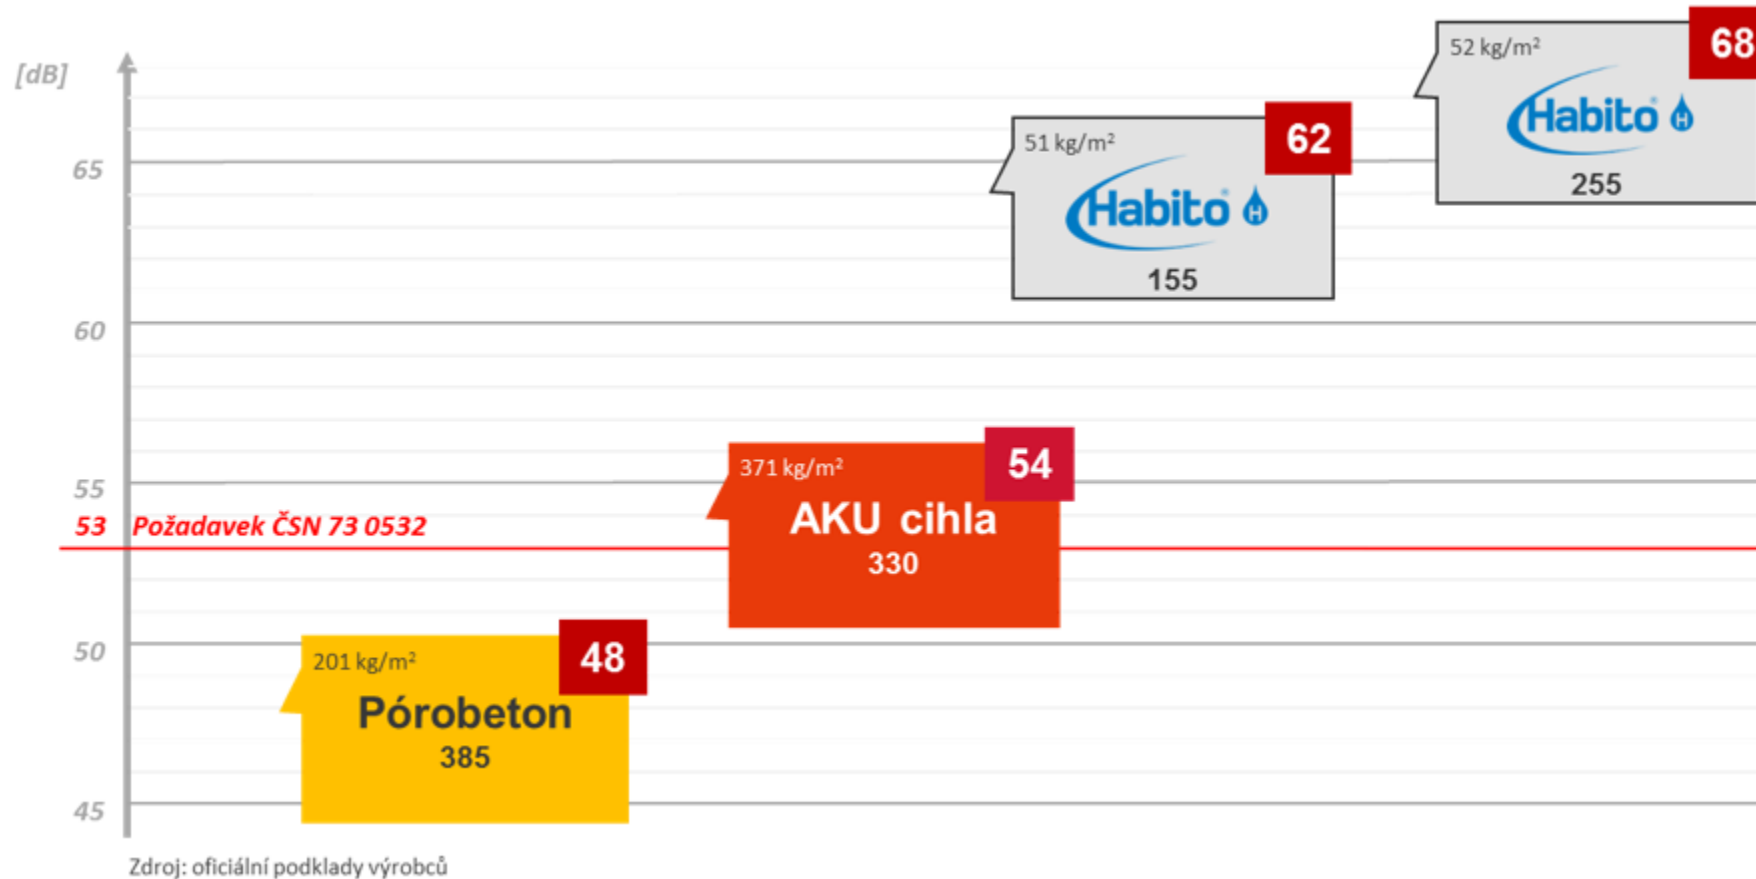 [dB]
52 kg/m²
68
Habito® H
255
51 kg/m²
62
Habito® H
155
65
60
371 kg/m²
54
AKU cihla
330
55
53 Požadavek ČSN 73 0532
201 kg/m²
48
Pórobeton
385
50
45
Zdroj: oficiální podklady výrobců